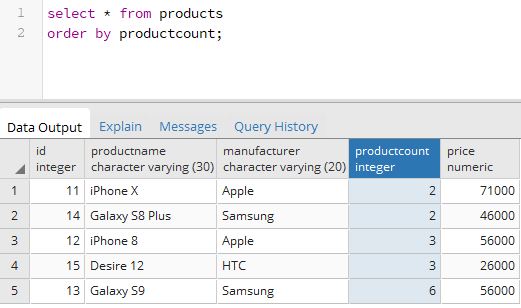 1 select * from products
2 order by productcount;
Data Output Explain Messages Query History
id productname manufacturer productcount price
integer character varying (30) character varying (20) integer numeric
1 11 iPhone X Apple 2 71000
2 14 Galaxy S8 Plus Samsung 2 46000
3 12 iPhone 8 Apple 3 56000
4 15 Desire 12 HTC 3 26000
5 13 Galaxy S9 Samsung 6 56000